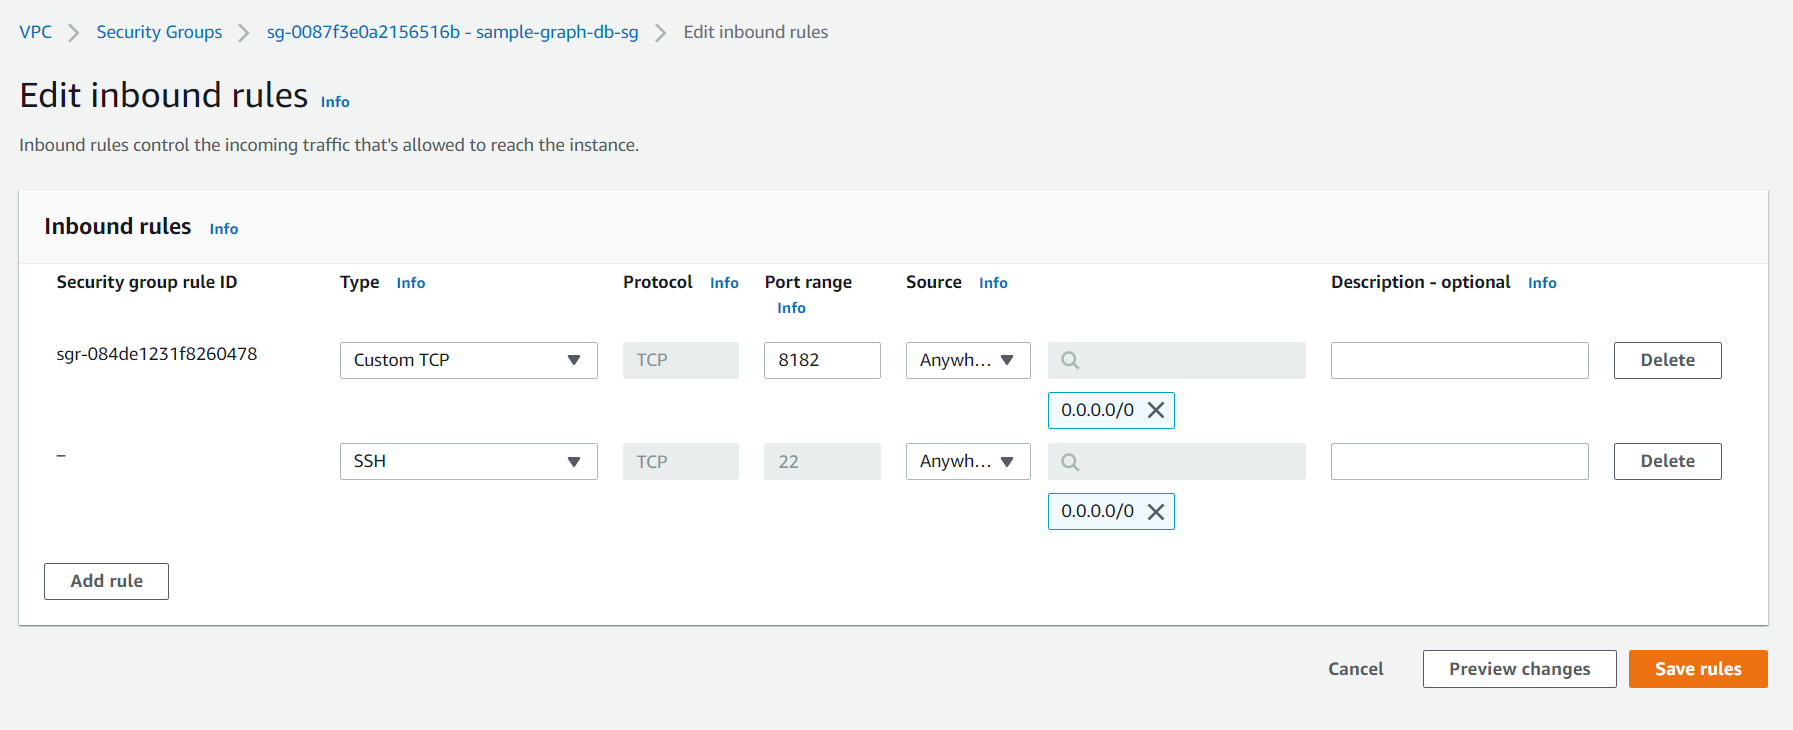 VPC > Security Groups > sg-0087f3e0a2156516b - sample-graph-db-sg > Edit inbound rules
Edit inbound rules Info
Inbound rules control the incoming traffic that's allowed to reach the instance.
Inbound rules Info
Security group rule ID Type Info Protocol Info Port range Info Source Info Description - optional Info
sgr-084de1231f8260478 Custom TCP TCP 8182 Anywh... Delete
0.0.0.0/0
– SSH TCP 22 Anywh... Delete
0.0.0.0/0
Add rule
Cancel Preview changes Save rules